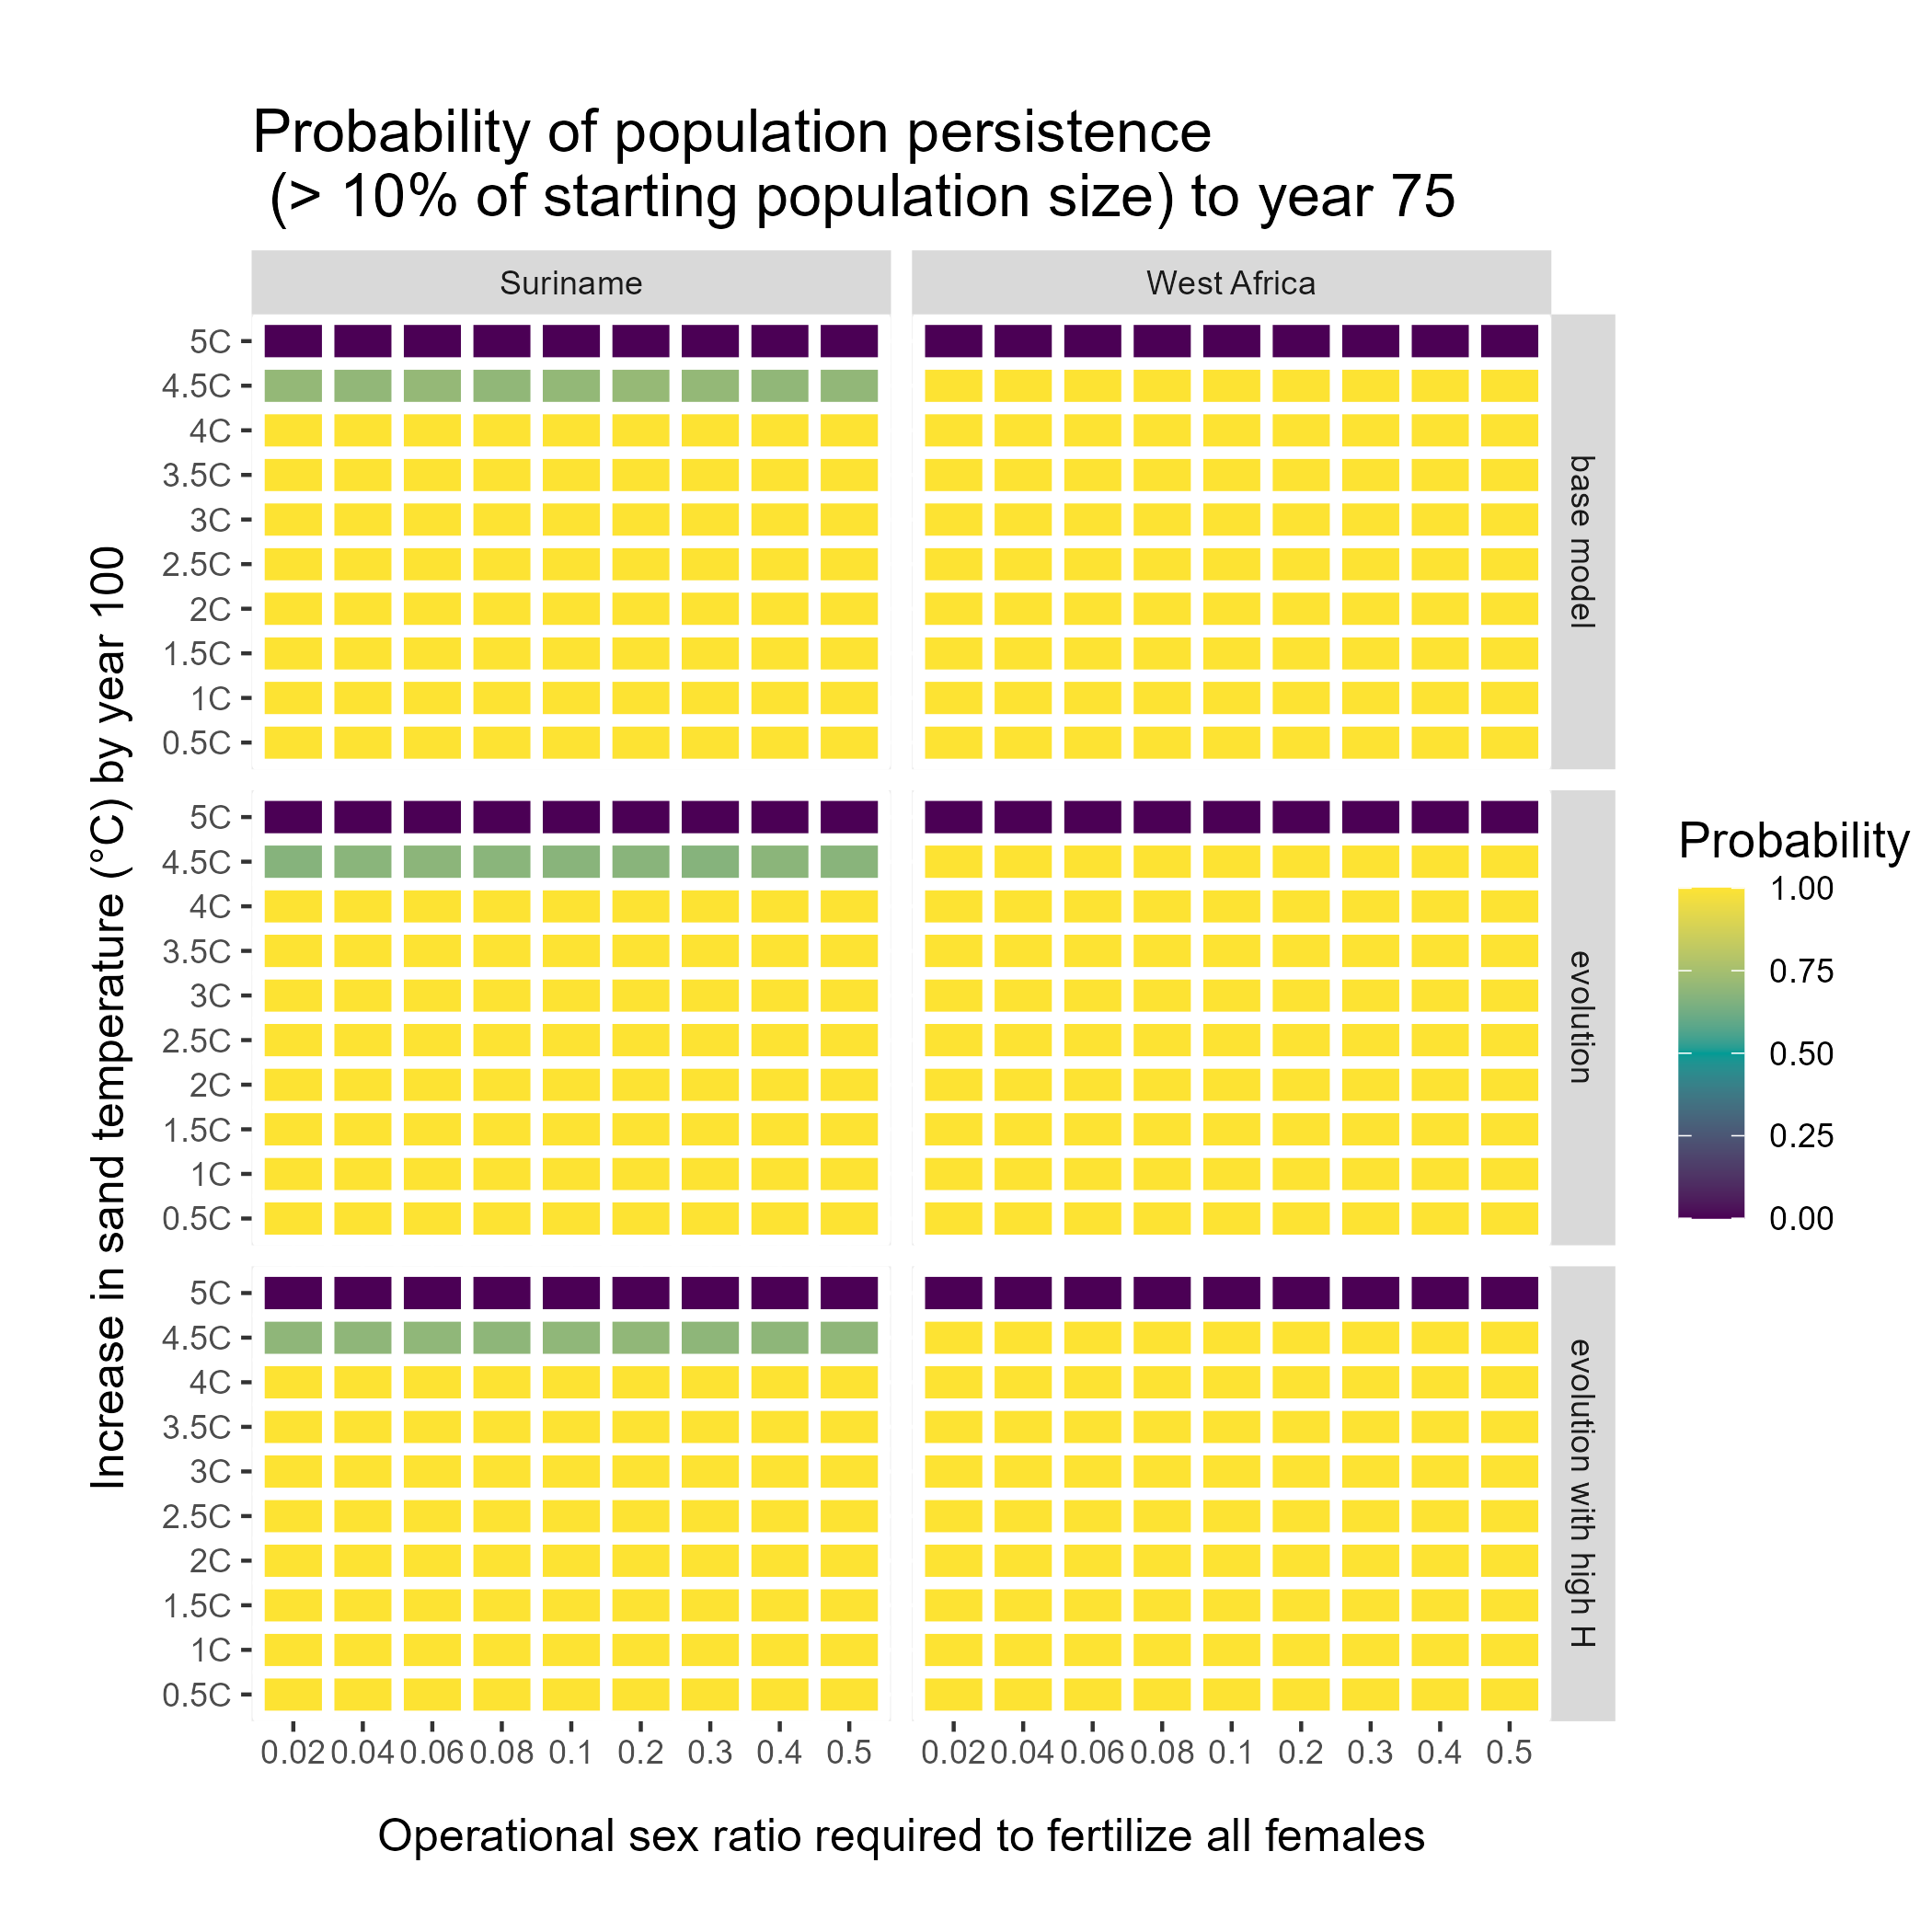 Probability of population persistence
(> 10% of starting population size) to year 75
Suriname
West Africa
Increase in sand temperature (°C) by year 100
5C
4.5C
4C
3.5C
3C
2.5C
2C
1.5C
1C
0.5C
base model
5C
4.5C
4C
3.5C
3C
2.5C
2C
1.5C
1C
0.5C
evolution
5C
4.5C
4C
3.5C
3C
2.5C
2C
1.5C
1C
0.5C
evolution with high H
0.02 0.04 0.06 0.08 0.1 0.2 0.3 0.4 0.5
0.02 0.04 0.06 0.08 0.1 0.2 0.3 0.4 0.5
Operational sex ratio required to fertilize all females
Probability
1.00
0.75
0.50
0.25
0.00